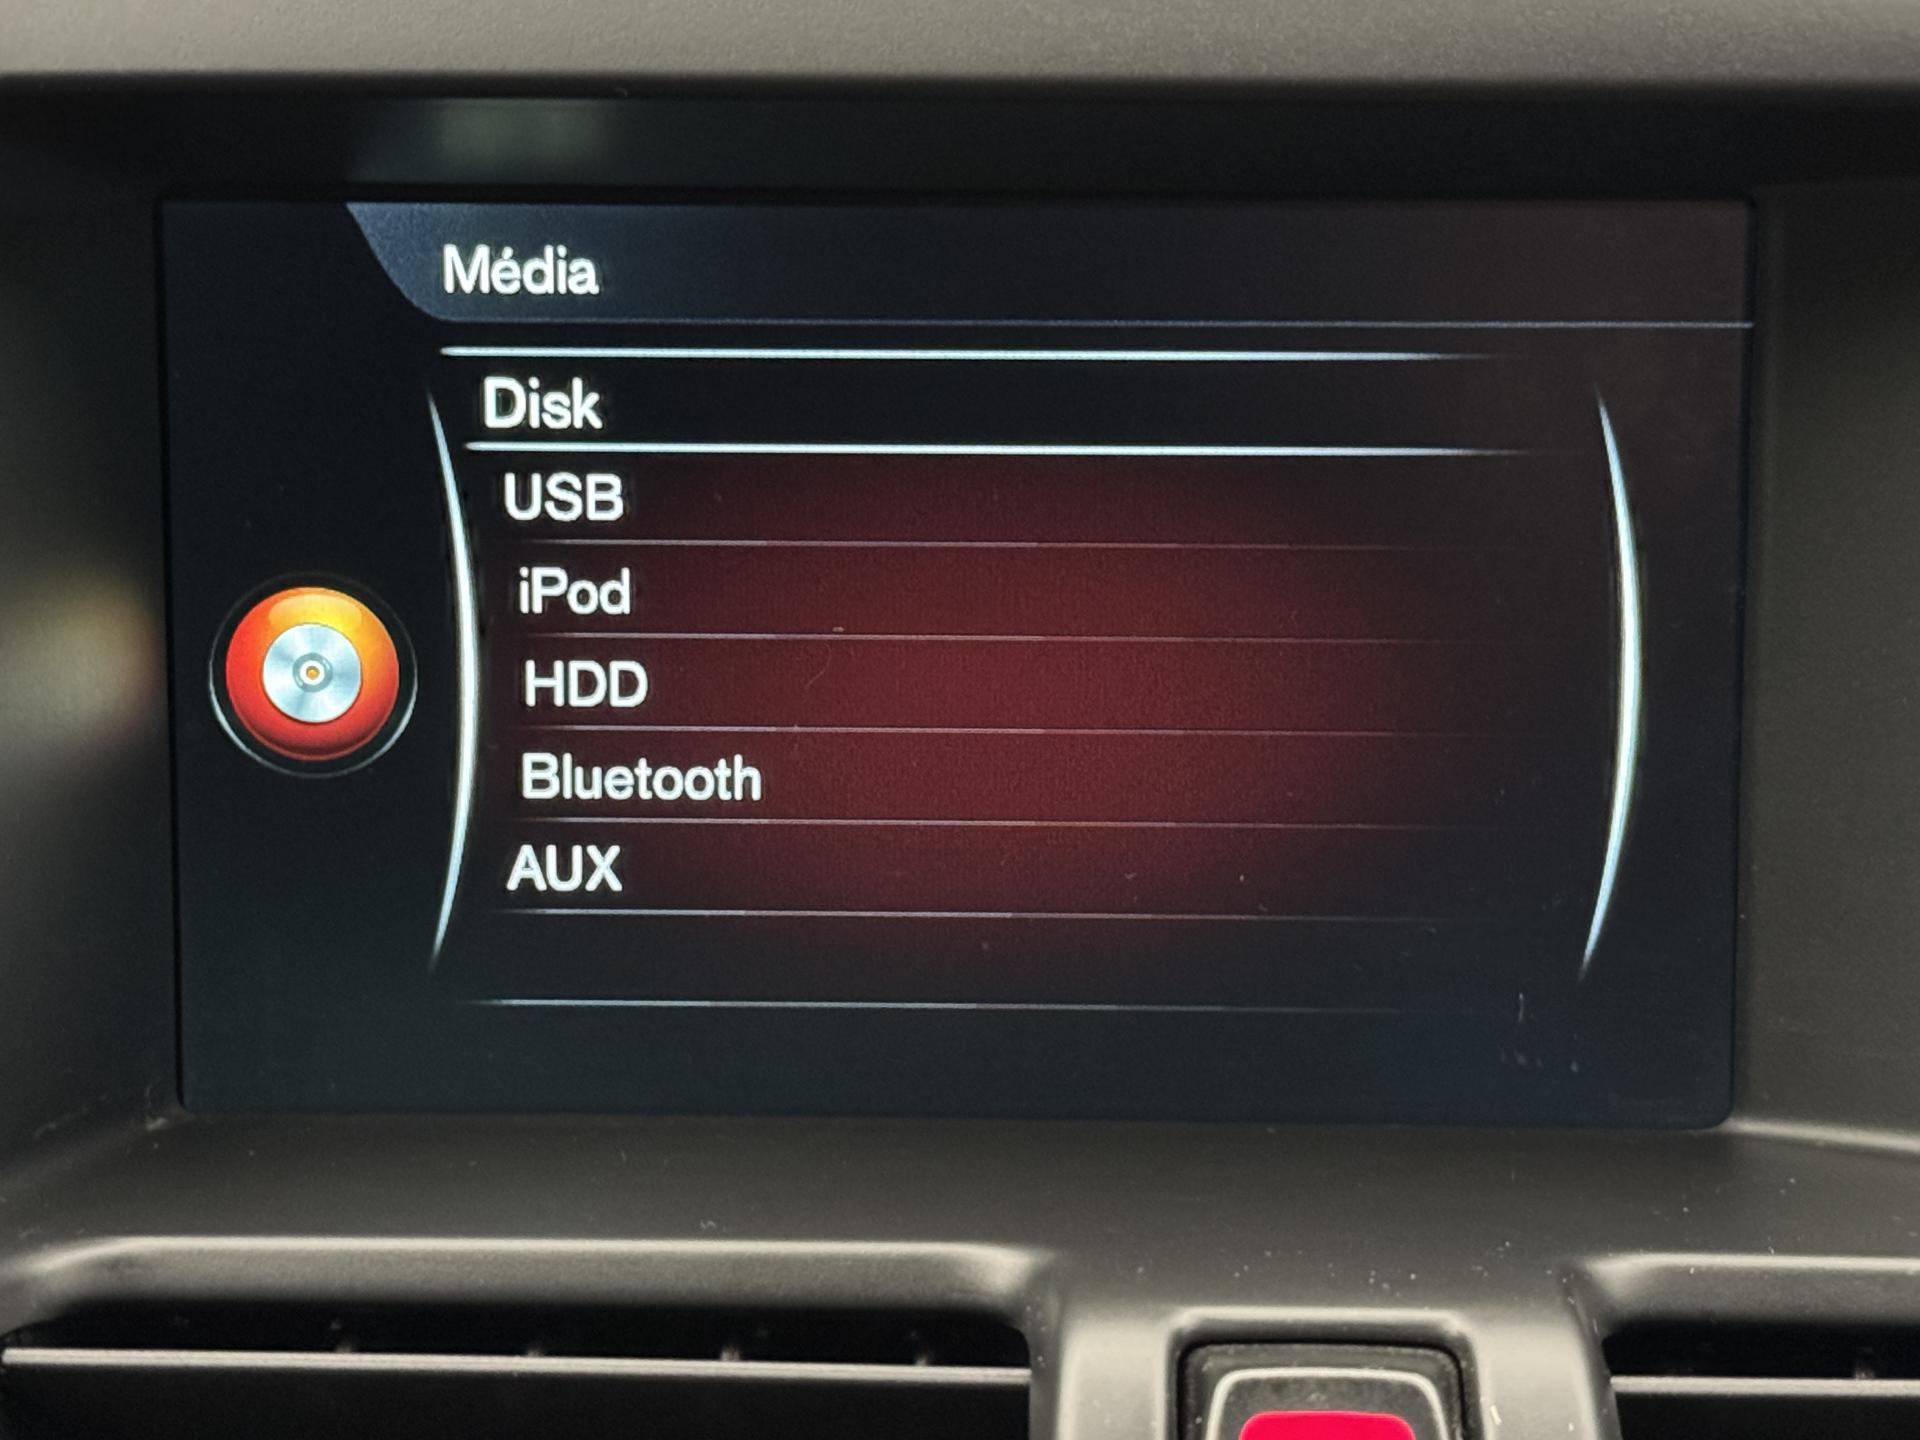 Média
Disk
USB
iPod
HDD
Bluetooth
AUX